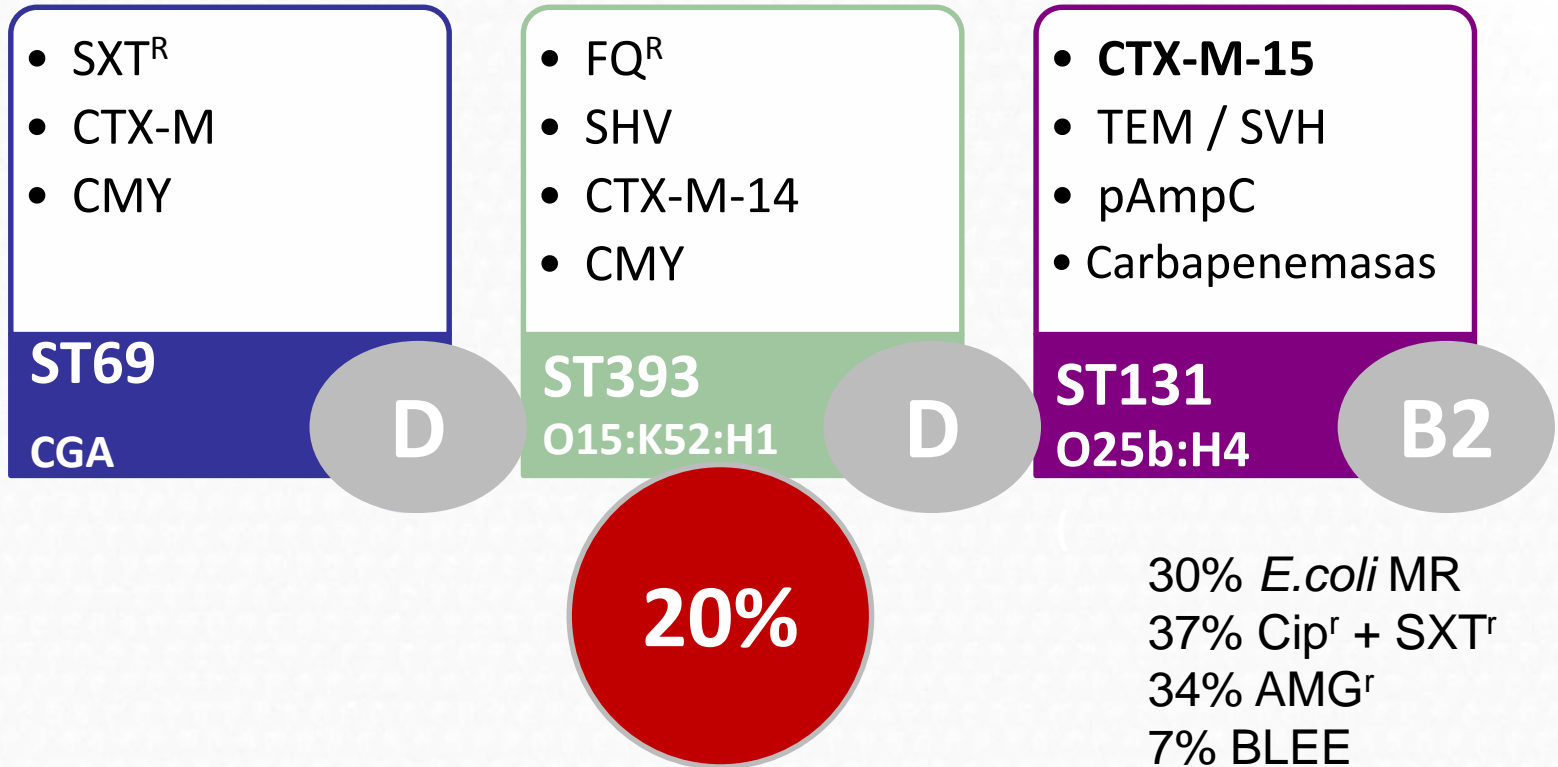 • SXTᴿ
• CTX-M
• CMY
ST69
CGA
D
• FQᴿ
• SHV
• CTX-M-14
• CMY
ST393
O15:K52:H1
D
• CTX-M-15
• TEM / SVH
• pAmpC
• Carbapenemasas
ST131
O25b:H4
B2
20%
30% E.coli MR
37% Cipʳ + SXTʳ
34% AMGʳ
7% BLEE